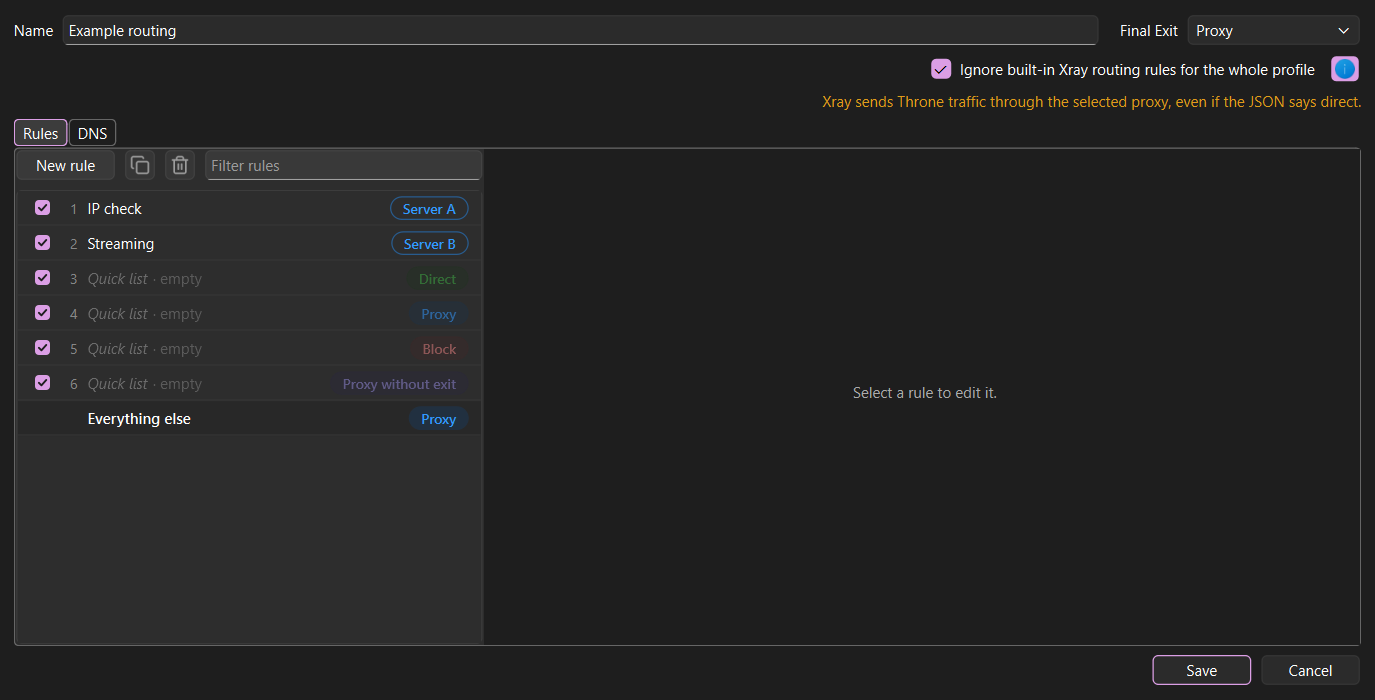 Name Example routing Final Exit Proxy
Ignore built-in Xray routing rules for the whole profile
Xray sends Throne traffic through the selected proxy, even if the JSON says direct.
Rules DNS
New rule Filter rules
1 IP check Server A
2 Streaming Server B
3 Quick list · empty Direct
4 Quick list · empty Proxy
5 Quick list · empty Block
6 Quick list · empty Proxy without exit
Everything else Proxy
Select a rule to edit it.
Save Cancel